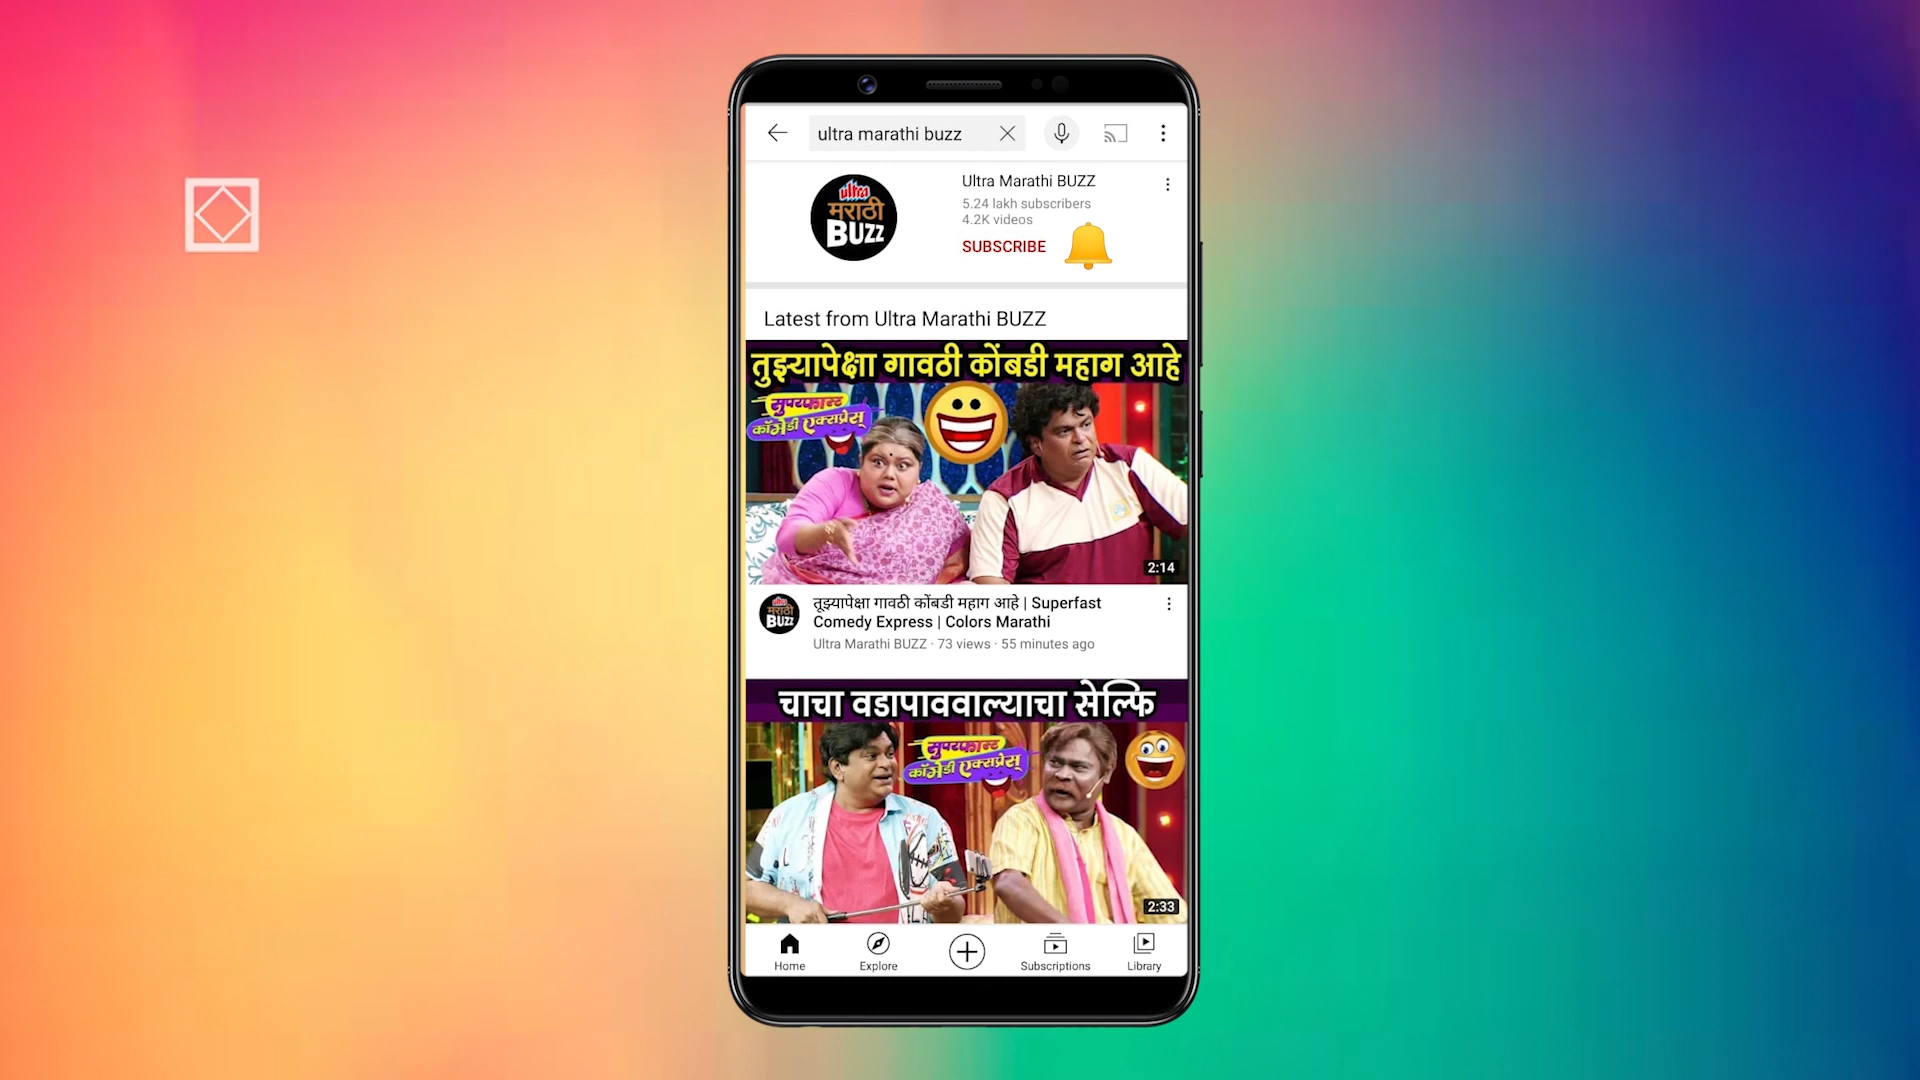 ultra marathi buzz
ultra
मराठी
BUZZ
Ultra Marathi BUZZ
5.24 lakh subscribers
4.2K videos
SUBSCRIBE
Latest from Ultra Marathi BUZZ
तुझ्यापेक्षा गावठी कोंबडी महाग आहे
सुपरफास्ट
कॉमेडी एक्सप्रेस्
2:14
ultra
मराठी
BUZZ
तूझ्यापेक्षा गावठी कोंबडी महाग आहे | Superfast
Comedy Express | Colors Marathi
Ultra Marathi BUZZ · 73 views · 55 minutes ago
चाचा वडापाववाल्याचा सेल्फि
सुपरफास्ट
कॉमेडी एक्सप्रेस्
2:33
Home
Explore
Subscriptions
Library